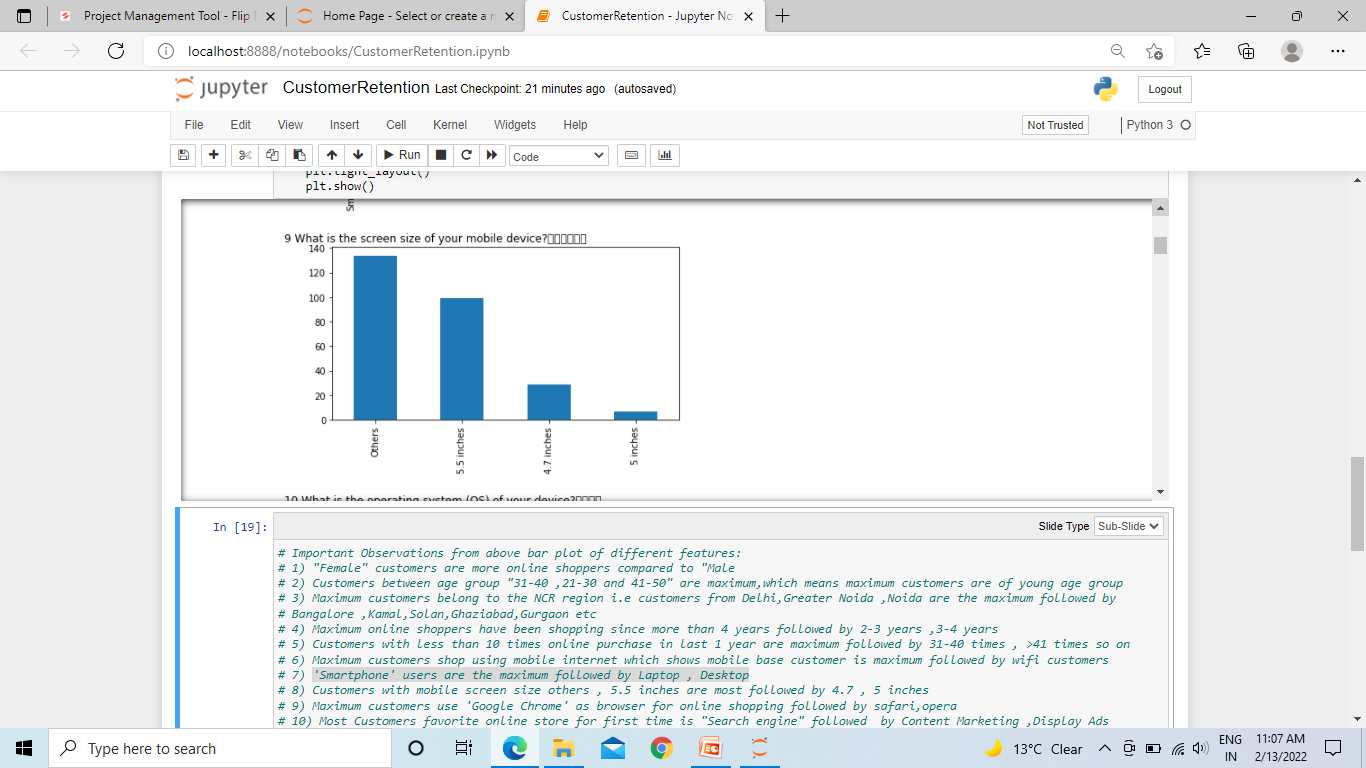 Project Management Tool - Flip
Home Page - Select or create a n
CustomerRetention - Jupyter No
localhost:8888/notebooks/CustomerRetention.ipynb
jupyter CustomerRetention Last Checkpoint: 21 minutes ago (autosaved)
Logout
File Edit View Insert Cell Kernel Widgets Help
Not Trusted Python 3
Run Code
plt.tight_layout()
plt.show()
Sm
9 What is the screen size of your mobile device?
140
120
100
80
60
40
20
0
Others
5.5 inches
4.7 inches
5 inches
10 What is the operating system (OS) of your device?
In [19]:
Slide Type Sub-Slide
# Important Observations from above bar plot of different features:
# 1) "Female" customers are more online shoppers compared to "Male
# 2) Customers between age group "31-40 ,21-30 and 41-50" are maximum,which means maximum customers are of young age group
# 3) Maximum customers belong to the NCR region i.e customers from Delhi,Greater Noida ,Noida are the maximum followed by
# Bangalore ,Kamal,Solan,Ghaziabad,Gurgaon etc
# 4) Maximum online shoppers have been shopping since more than 4 years followed by 2-3 years ,3-4 years
# 5) Customers with less than 10 times online purchase in last 1 year are maximum followed by 31-40 times , >41 times so on
# 6) Maximum customers shop using mobile internet which shows mobile base customer is maximum followed by wifi customers
# 7) 'Smartphone' users are the maximum followed by Laptop , Desktop
# 8) Customers with mobile screen size others , 5.5 inches are most followed by 4.7 , 5 inches
# 9) Maximum customers use 'Google Chrome' as browser for online shopping followed by safari,opera
# 10) Most Customers favorite online store for first time is "Search engine" followed  by Content Marketing ,Display Ads
Type here to search
13°C Clear
ENG
IN
11:07 AM
2/13/2022